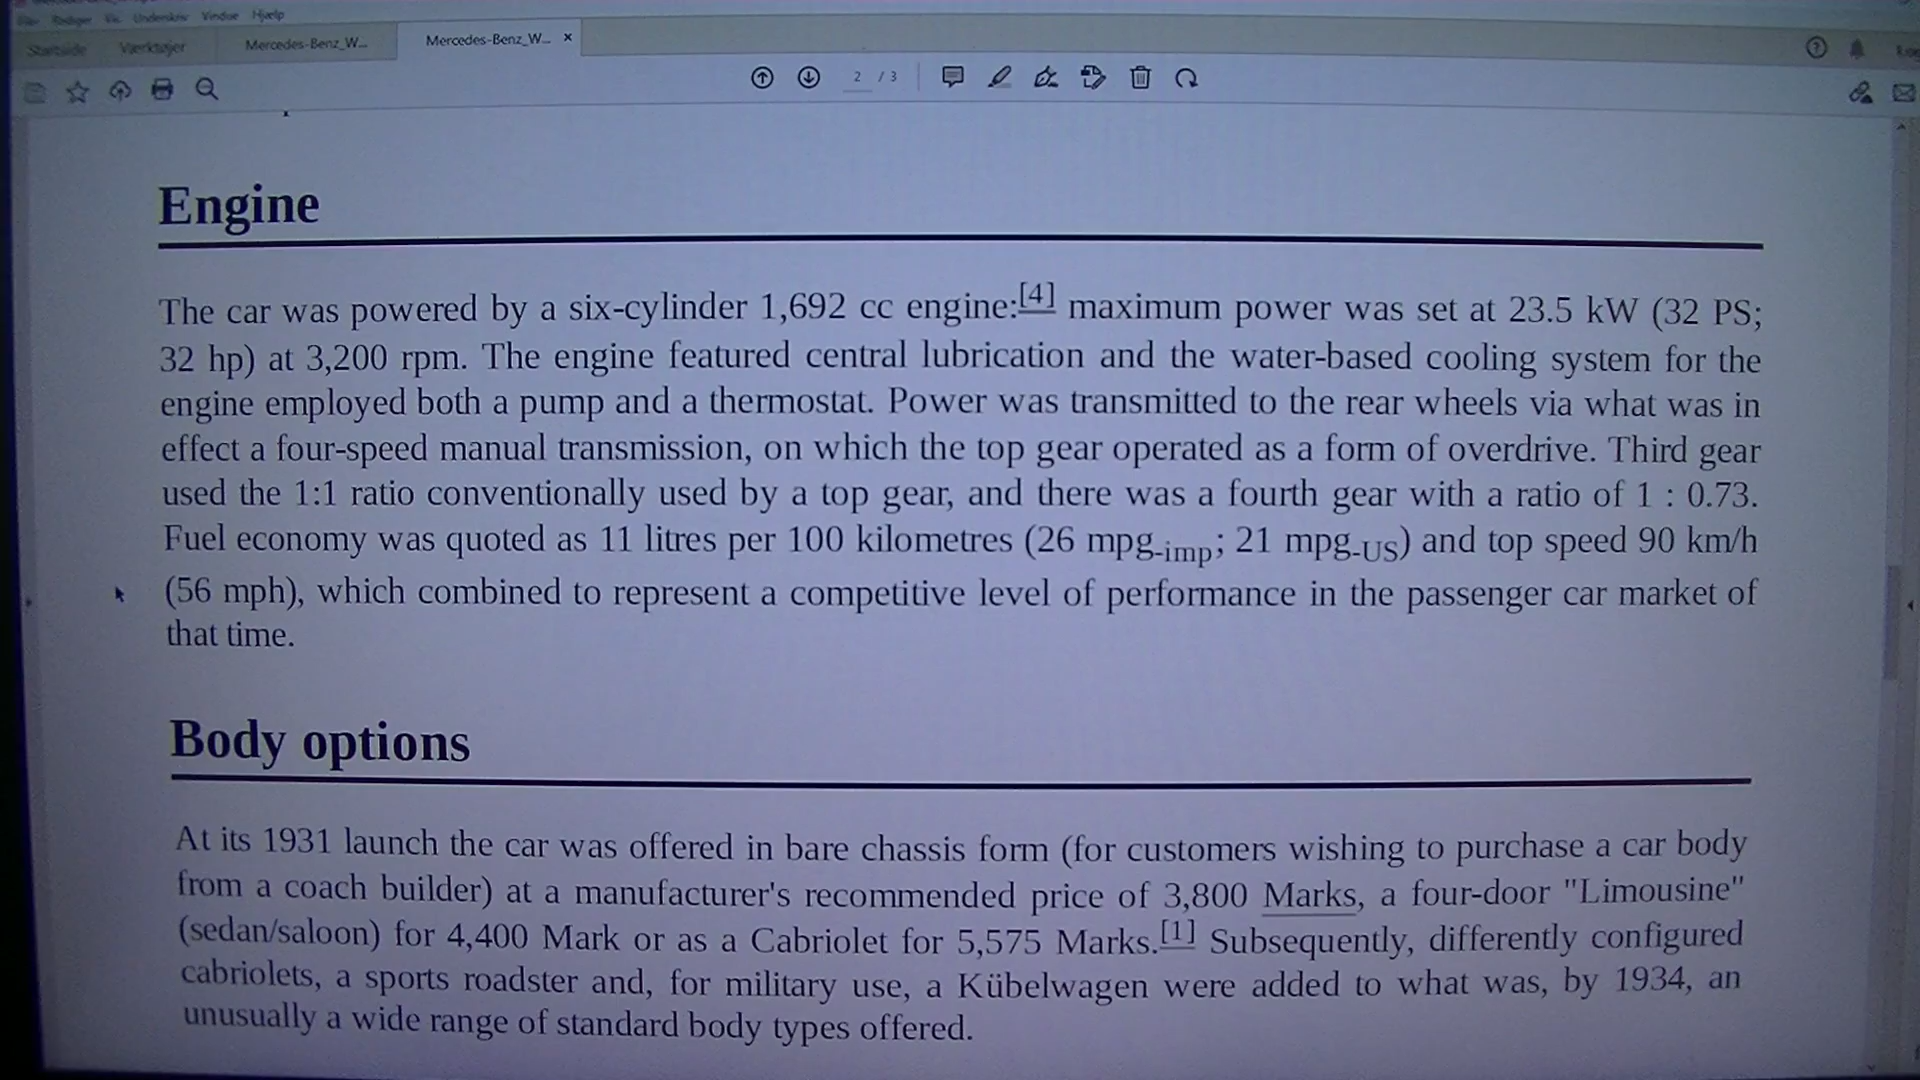 Vis Underskriv Vindue Hjælp
Startside Værktøjer Mercedes-Benz_W... Mercedes-Benz_W... ×
2 / 3
Engine
The car was powered by a six-cylinder 1,692 cc engine:[4] maximum power was set at 23.5 kW (32 PS;
32 hp) at 3,200 rpm. The engine featured central lubrication and the water-based cooling system for the
engine employed both a pump and a thermostat. Power was transmitted to the rear wheels via what was in
effect a four-speed manual transmission, on which the top gear operated as a form of overdrive. Third gear
used the 1:1 ratio conventionally used by a top gear, and there was a fourth gear with a ratio of 1 : 0.73.
Fuel economy was quoted as 11 litres per 100 kilometres (26 mpg-imp; 21 mpg-US) and top speed 90 km/h
(56 mph), which combined to represent a competitive level of performance in the passenger car market of
that time.
Body options
At its 1931 launch the car was offered in bare chassis form (for customers wishing to purchase a car body
from a coach builder) at a manufacturer's recommended price of 3,800 Marks, a four-door "Limousine"
(sedan/saloon) for 4,400 Mark or as a Cabriolet for 5,575 Marks.[1] Subsequently, differently configured
cabriolets, a sports roadster and, for military use, a Kübelwagen were added to what was, by 1934, an
unusually a wide range of standard body types offered.